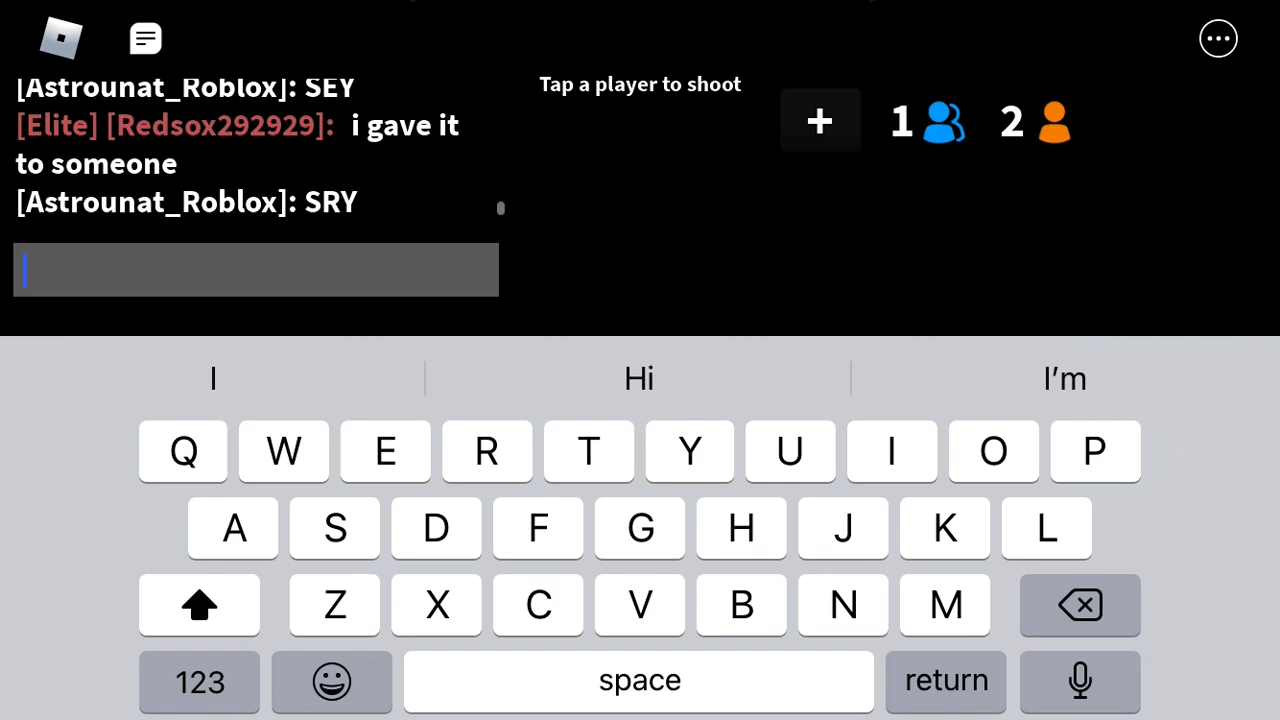 [Astrounat_Roblox]: SEY
Tap a player to shoot
[Elite] [Redsox292929]: i gave it
to someone
+ 1 2
[Astrounat_Roblox]: SRY
I Hi I'm
Q W E R T Y U I O P
A S D F G H J K L
Z X C V B N M
123 space return